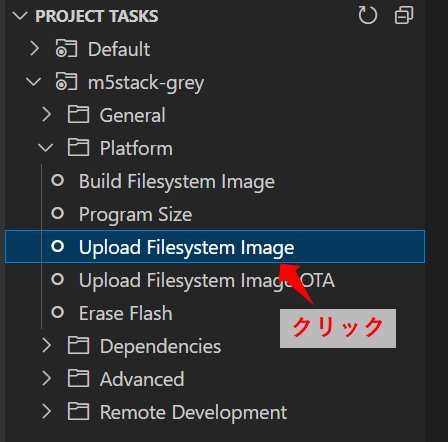 PROJECT TASKS
Default
m5stack-grey
General
Platform
Build Filesystem Image
Program Size
Upload Filesystem Image
Upload Filesystem Image OTA
Erase Flash
クリック
Dependencies
Advanced
Remote Development